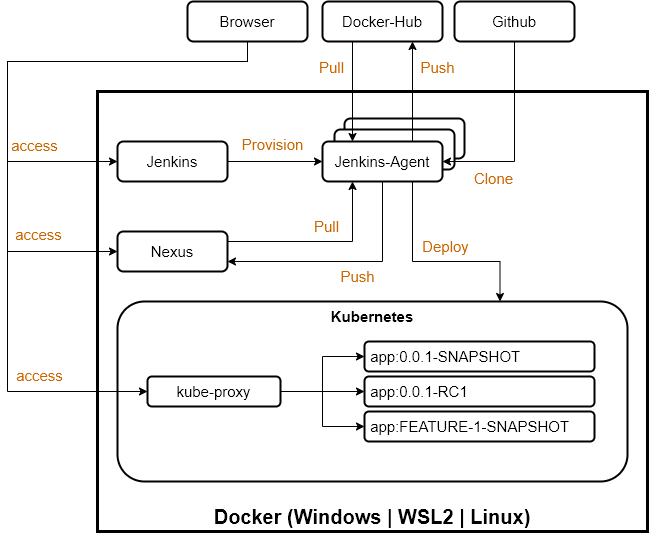 Browser
Docker-Hub
Github
Pull
Push
access
Jenkins
Provision
Jenkins-Agent
Clone
access
Nexus
Pull
Push
Deploy
Kubernetes
access
kube-proxy
app:0.0.1-SNAPSHOT
app:0.0.1-RC1
app:FEATURE-1-SNAPSHOT
Docker (Windows | WSL2 | Linux)